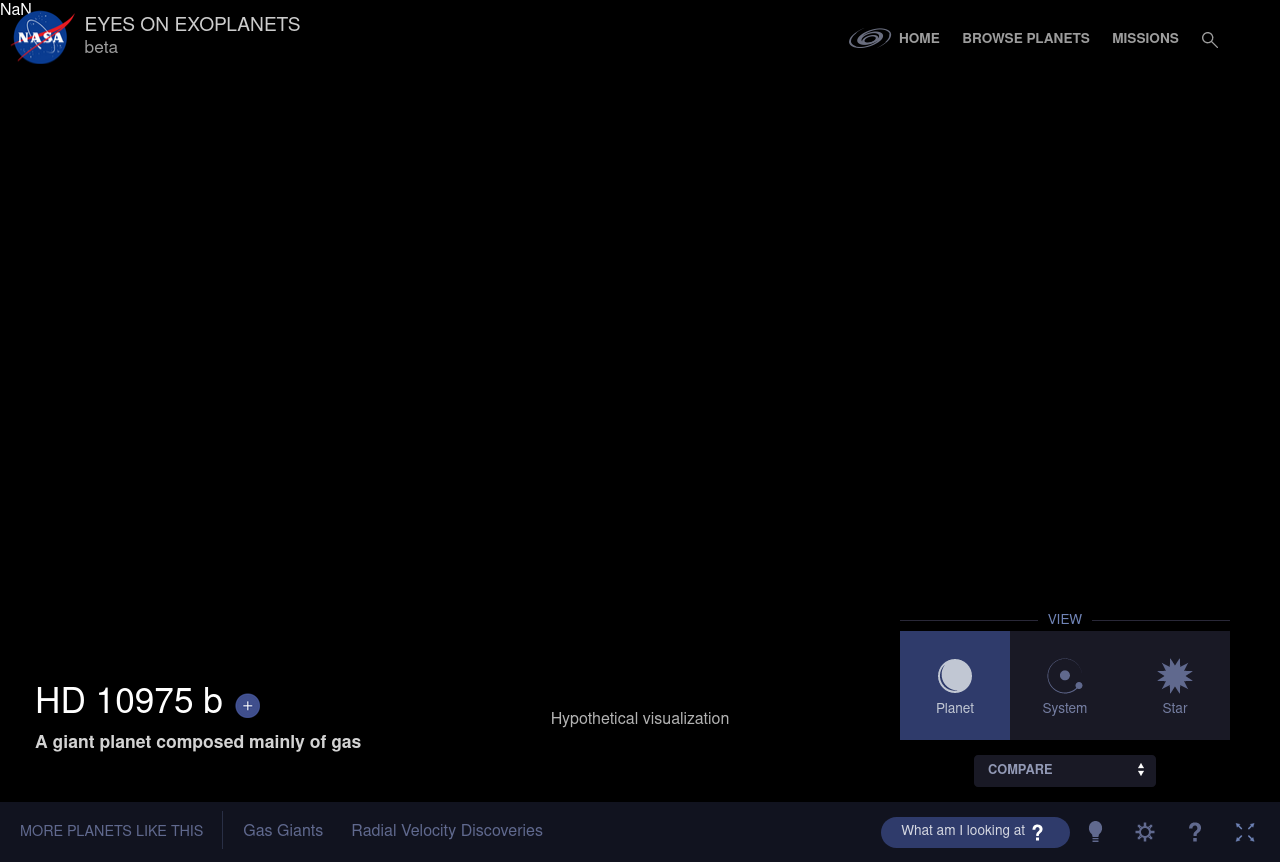 NaN
NASA
EYES ON EXOPLANETS
beta
HOME
BROWSE PLANETS
MISSIONS
VIEW
Planet
System
Star
COMPARE
HD 10975 b +
A giant planet composed mainly of gas
Hypothetical visualization
MORE PLANETS LIKE THIS
Gas Giants
Radial Velocity Discoveries
What am I looking at ?
?